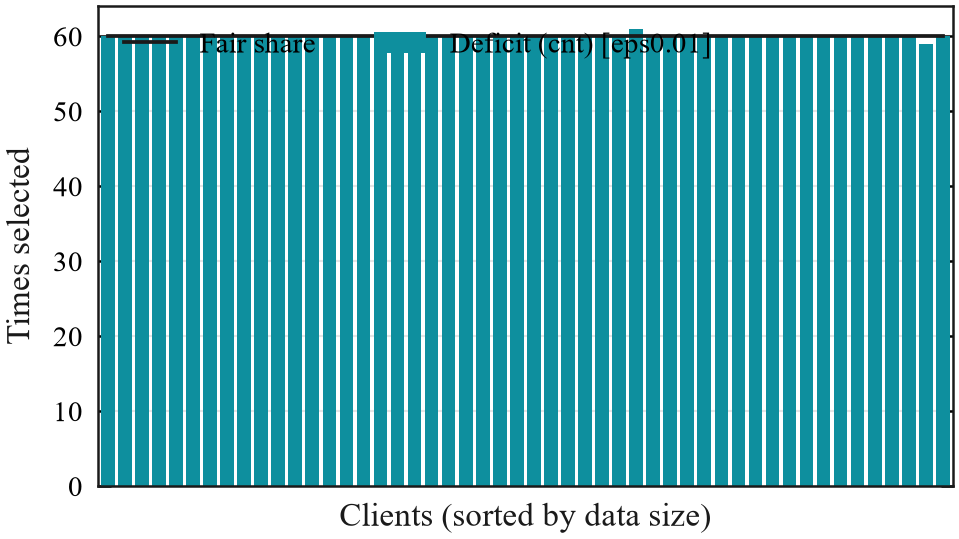 60
50
40
30
20
10
0
Times selected
Fair share
Deficit (cnt) [eps0.01]
Clients (sorted by data size)